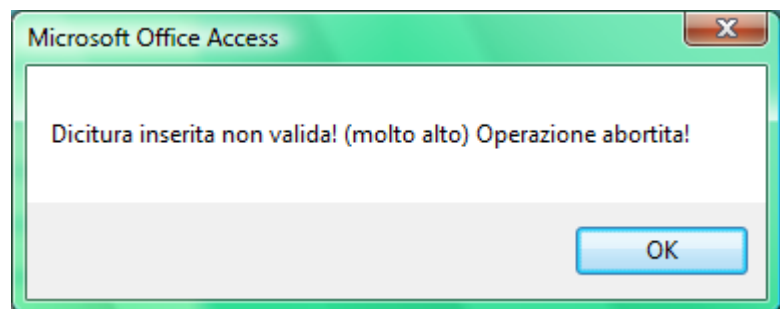 Microsoft Office Access
Dicitura inserita non valida! (molto alto) Operazione abortita!
OK